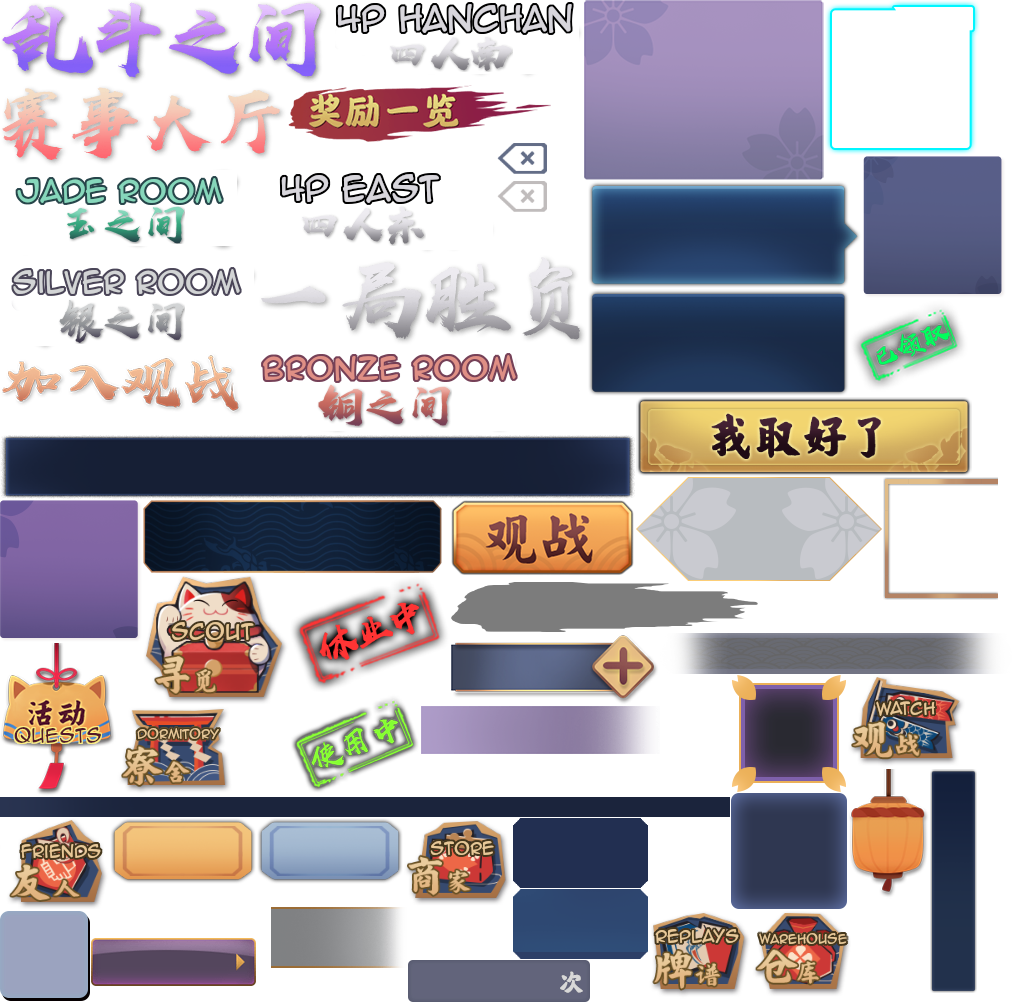 乱斗之间
4P HANCHAN
四人南
赛事大厅
奖励一览
JADE ROOM
玉之间
4P EAST
四人东
SILVER ROOM
银之间
一局胜负
已领取
加入观战
BRONZE ROOM
铜之间
我取好了
观战
SCOUT
寻觅
休业中
活动
QUESTS
DORMITORY
寮舍
使用中
WATCH
观战
FRIENDS
友人
STORE
商家
REPLAYS
牌谱
WAREHOUSE
仓库
次